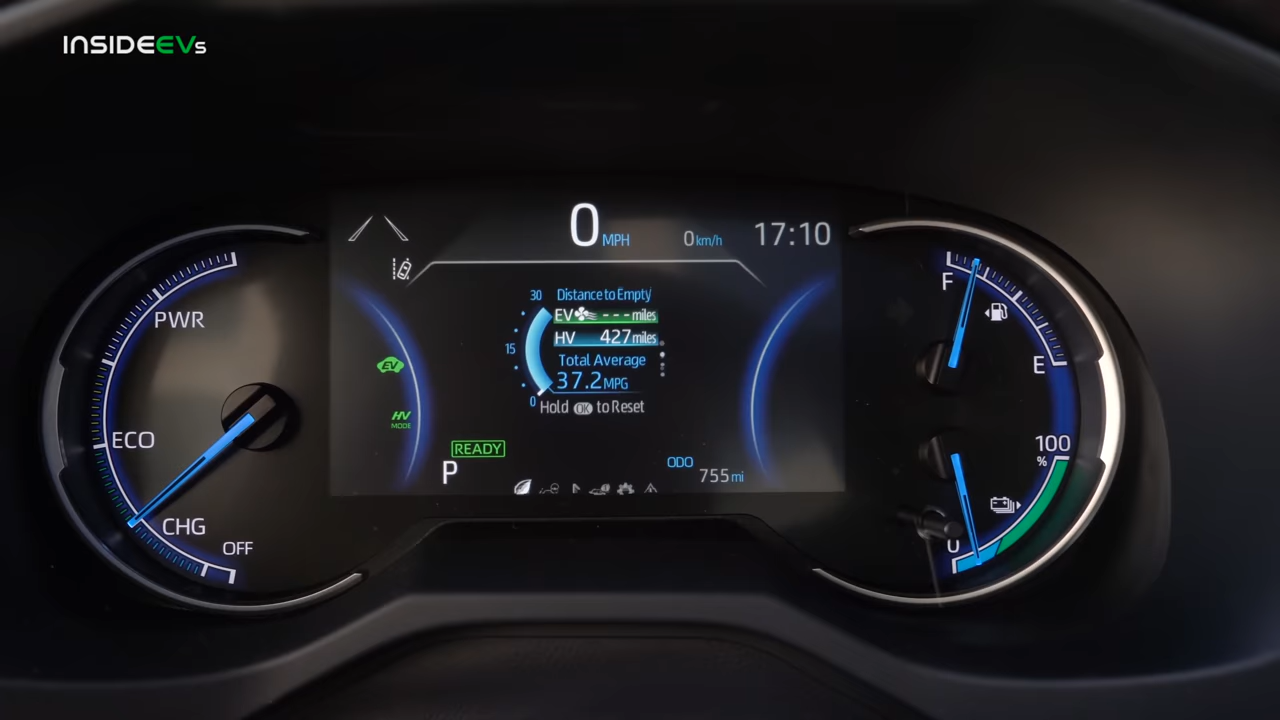 INSIDEEVs
0 MPH 0 km/h 17:10
30 Distance to Empty
EV --- miles
HV 427 miles
15 Total Average
37.2 MPG
0 Hold OK to Reset
EV
HV
MODE
READY
P
ODO 755 mi
PWR
ECO
CHG
OFF
F
E
100
%
0